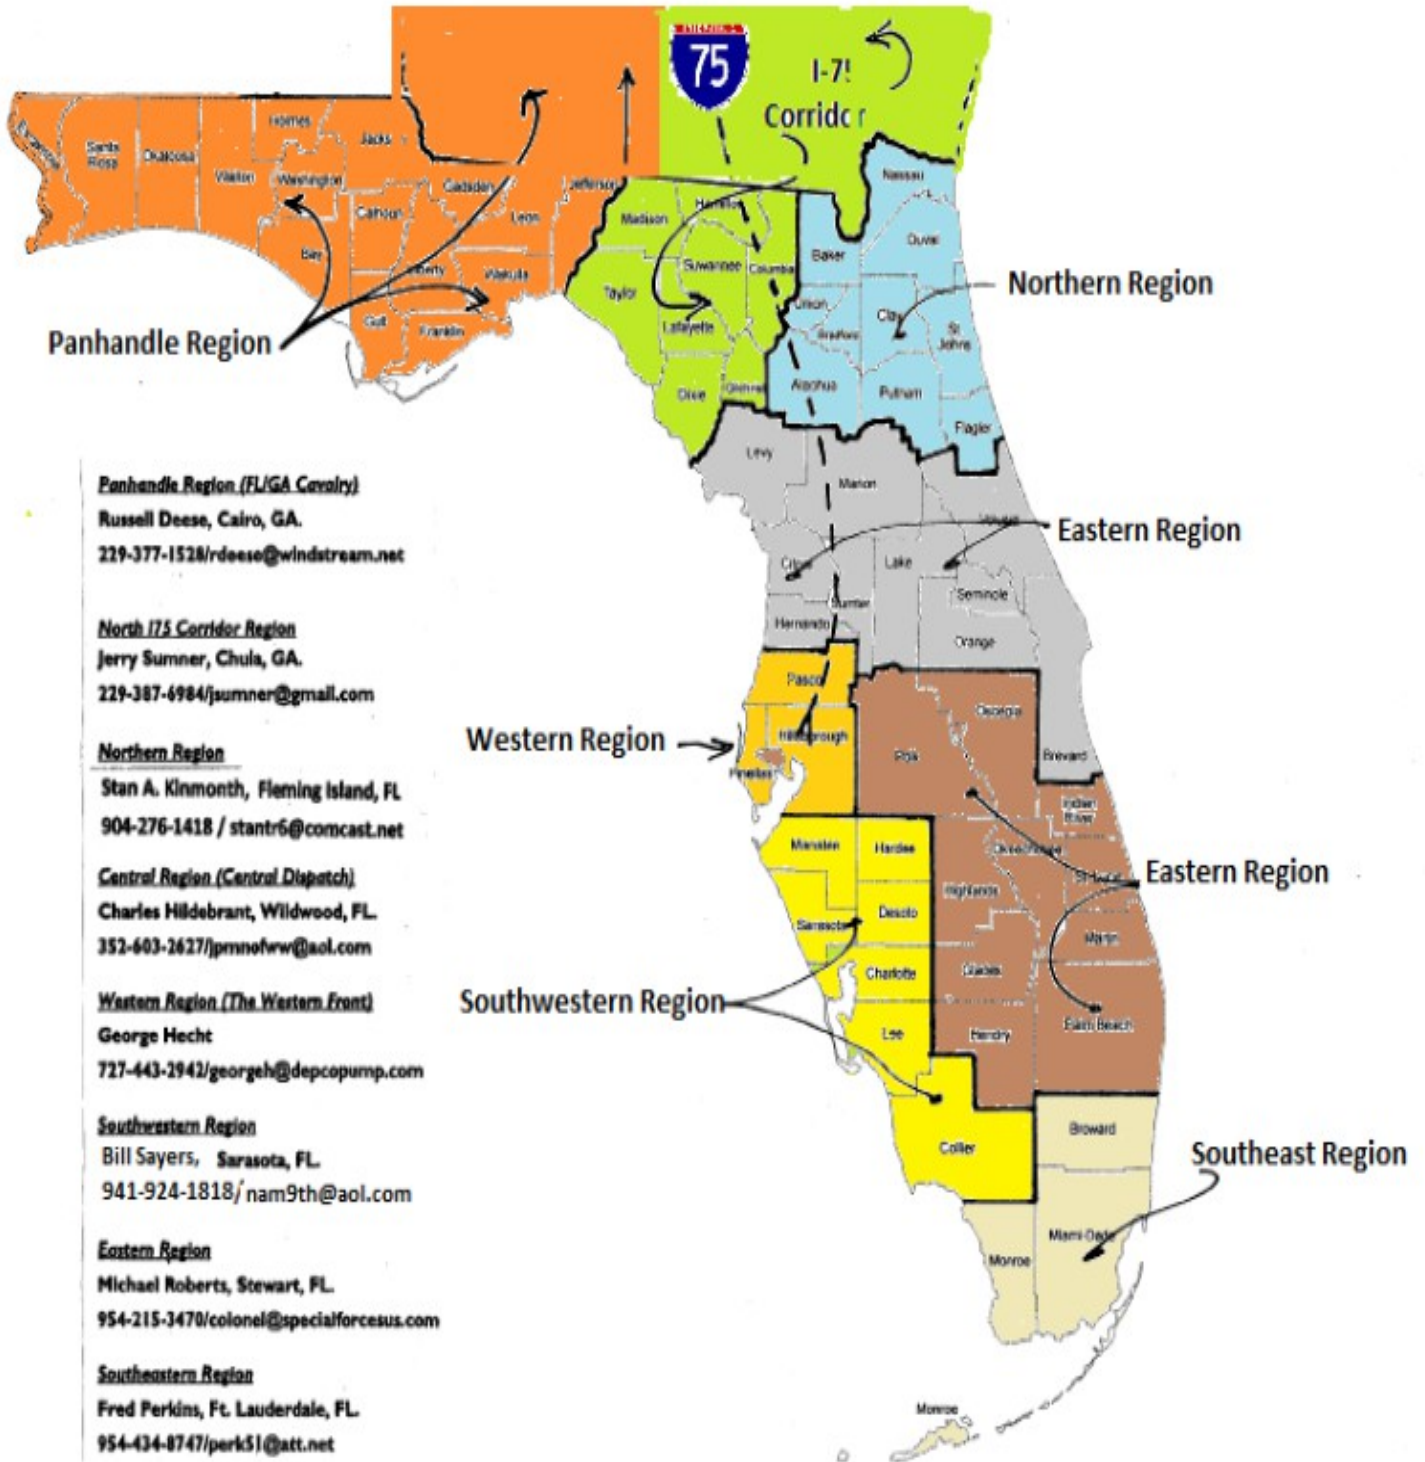 INTERSTATE
75
I-75
Corridor
Panhandle Region
Northern Region
Eastern Region
Western Region
Eastern Region
Southwestern Region
Southeast Region
Escambia
Santa
Rosa
Okaloosa
Walton
Holmes
Washington
Jacks
Bay
Calhoun
Gulf
Liberty
Gadsden
Franklin
Leon
Wakulla
Jefferson
Madison
Hamilton
Taylor
Suwannee
Columbia
Lafayette
Dixie
Gilchrist
Nassau
Baker
Duval
Union
Bradford
Clay
St.
Johns
Alachua
Putnam
Flagler
Levy
Marion
Volusia
Citrus
Lake
Sumter
Seminole
Hernando
Orange
Brevard
Pasco
Hillsborough
Pinellas
Polk
Osceola
Indian
River
Manatee
Hardee
Okeechobee
Highlands
St. Lucie
Sarasota
Desoto
Martin
Charlotte
Glades
Lee
Hendry
Palm Beach
Collier
Broward
Miami-Dade
Monroe
Monroe
Panhandle Region (FL/GA Cavalry)
Russell Deese, Cairo, GA.
229-377-1528/rdeese@windstream.net
North I75 Corridor Region
Jerry Sumner, Chula, GA.
229-387-6984/jsumner@gmail.com
Northern Region
Stan A. Kinmonth, Fleming Island, FL
904-276-1418 / stantr6@comcast.net
Central Region (Central Dispatch)
Charles Hildebrant, Wildwood, FL.
352-603-2627/jpmnofww@aol.com
Western Region (The Western Front)
George Hecht
727-443-2942/georgeh@depcopump.com
Southwestern Region
Bill Sayers, Sarasota, FL.
941-924-1818/ nam9th@aol.com
Eastern Region
Michael Roberts, Stewart, FL.
954-215-3470/colonel@specialforcesus.com
Southeastern Region
Fred Perkins, Ft. Lauderdale, FL.
954-434-8747/perk51@att.net